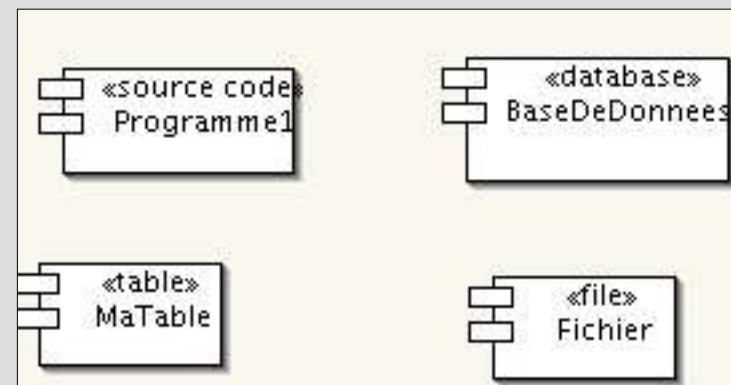 «source code»
Programme1
«database»
BaseDeDonnees
«table»
MaTable
«file»
Fichier